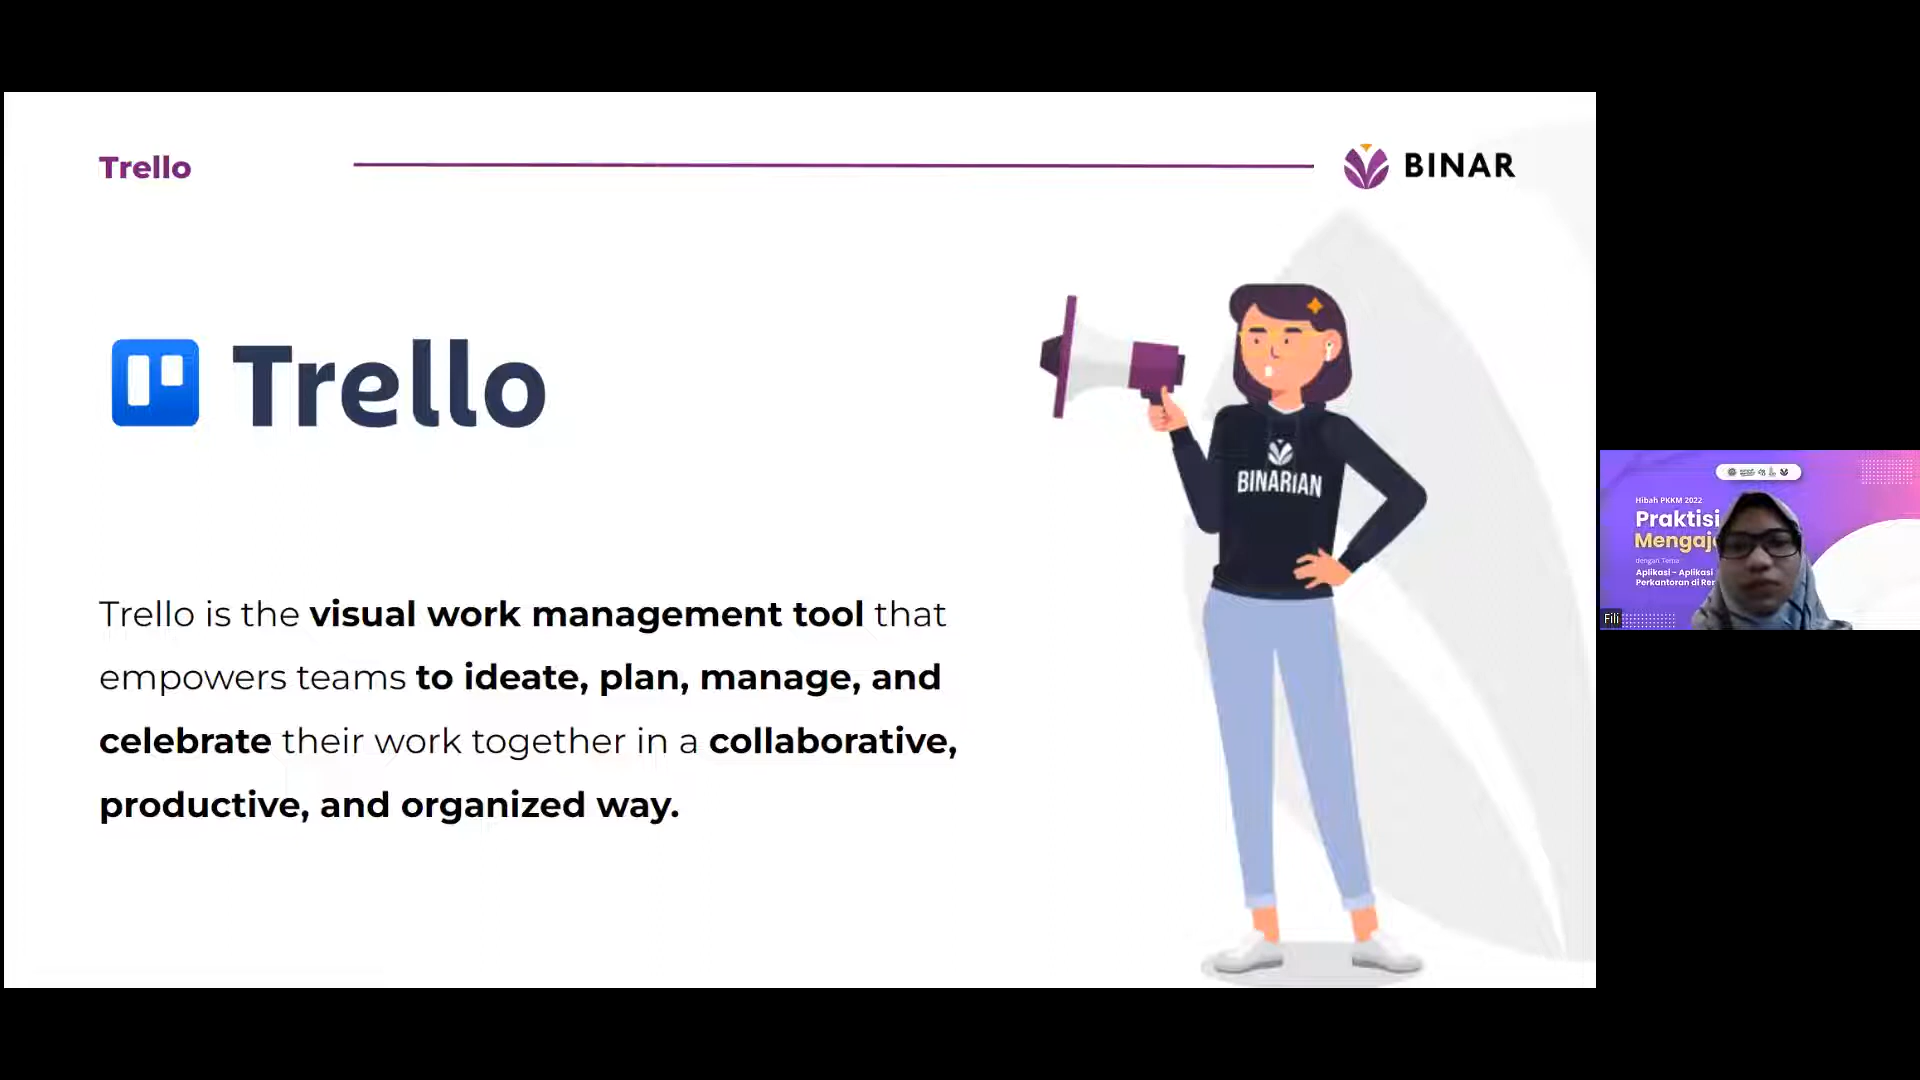 Trello
BINAR
Trello
BINARIAN
Trello is the visual work management tool that
empowers teams to ideate, plan, manage, and
celebrate their work together in a collaborative,
productive, and organized way.
Hibah PKKM 2022
Praktisi
dengan Tema
Aplikasi - Aplikasi
Perkantoran di
Fili